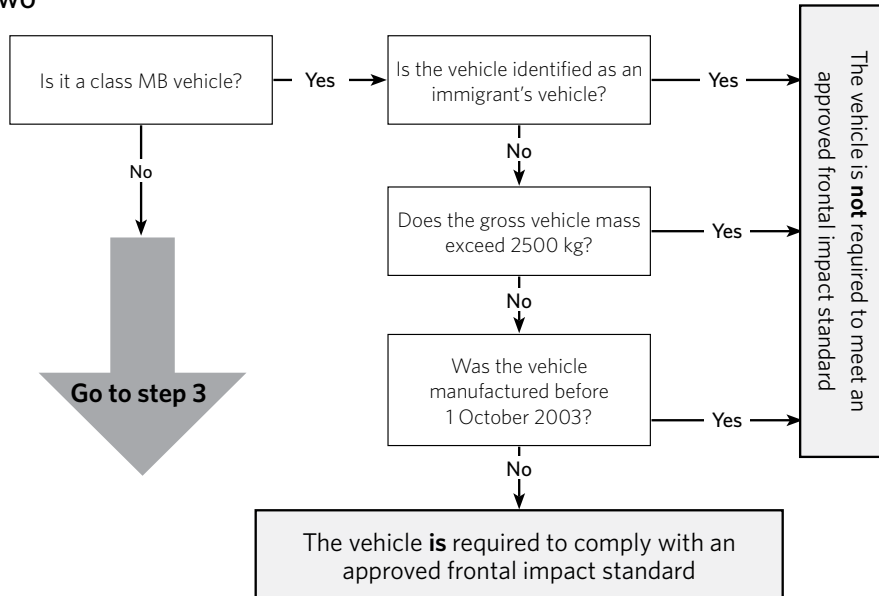 Is it a class MB vehicle?
Yes
Is the vehicle identified as an
immigrant's vehicle?
Yes
No
No
Does the gross vehicle mass
exceed 2500 kg?
Yes
No
Go to step 3
Was the vehicle
manufactured before
1 October 2003?
Yes
No
The vehicle is not required to meet an
approved frontal impact standard
The vehicle is required to comply with an
approved frontal impact standard